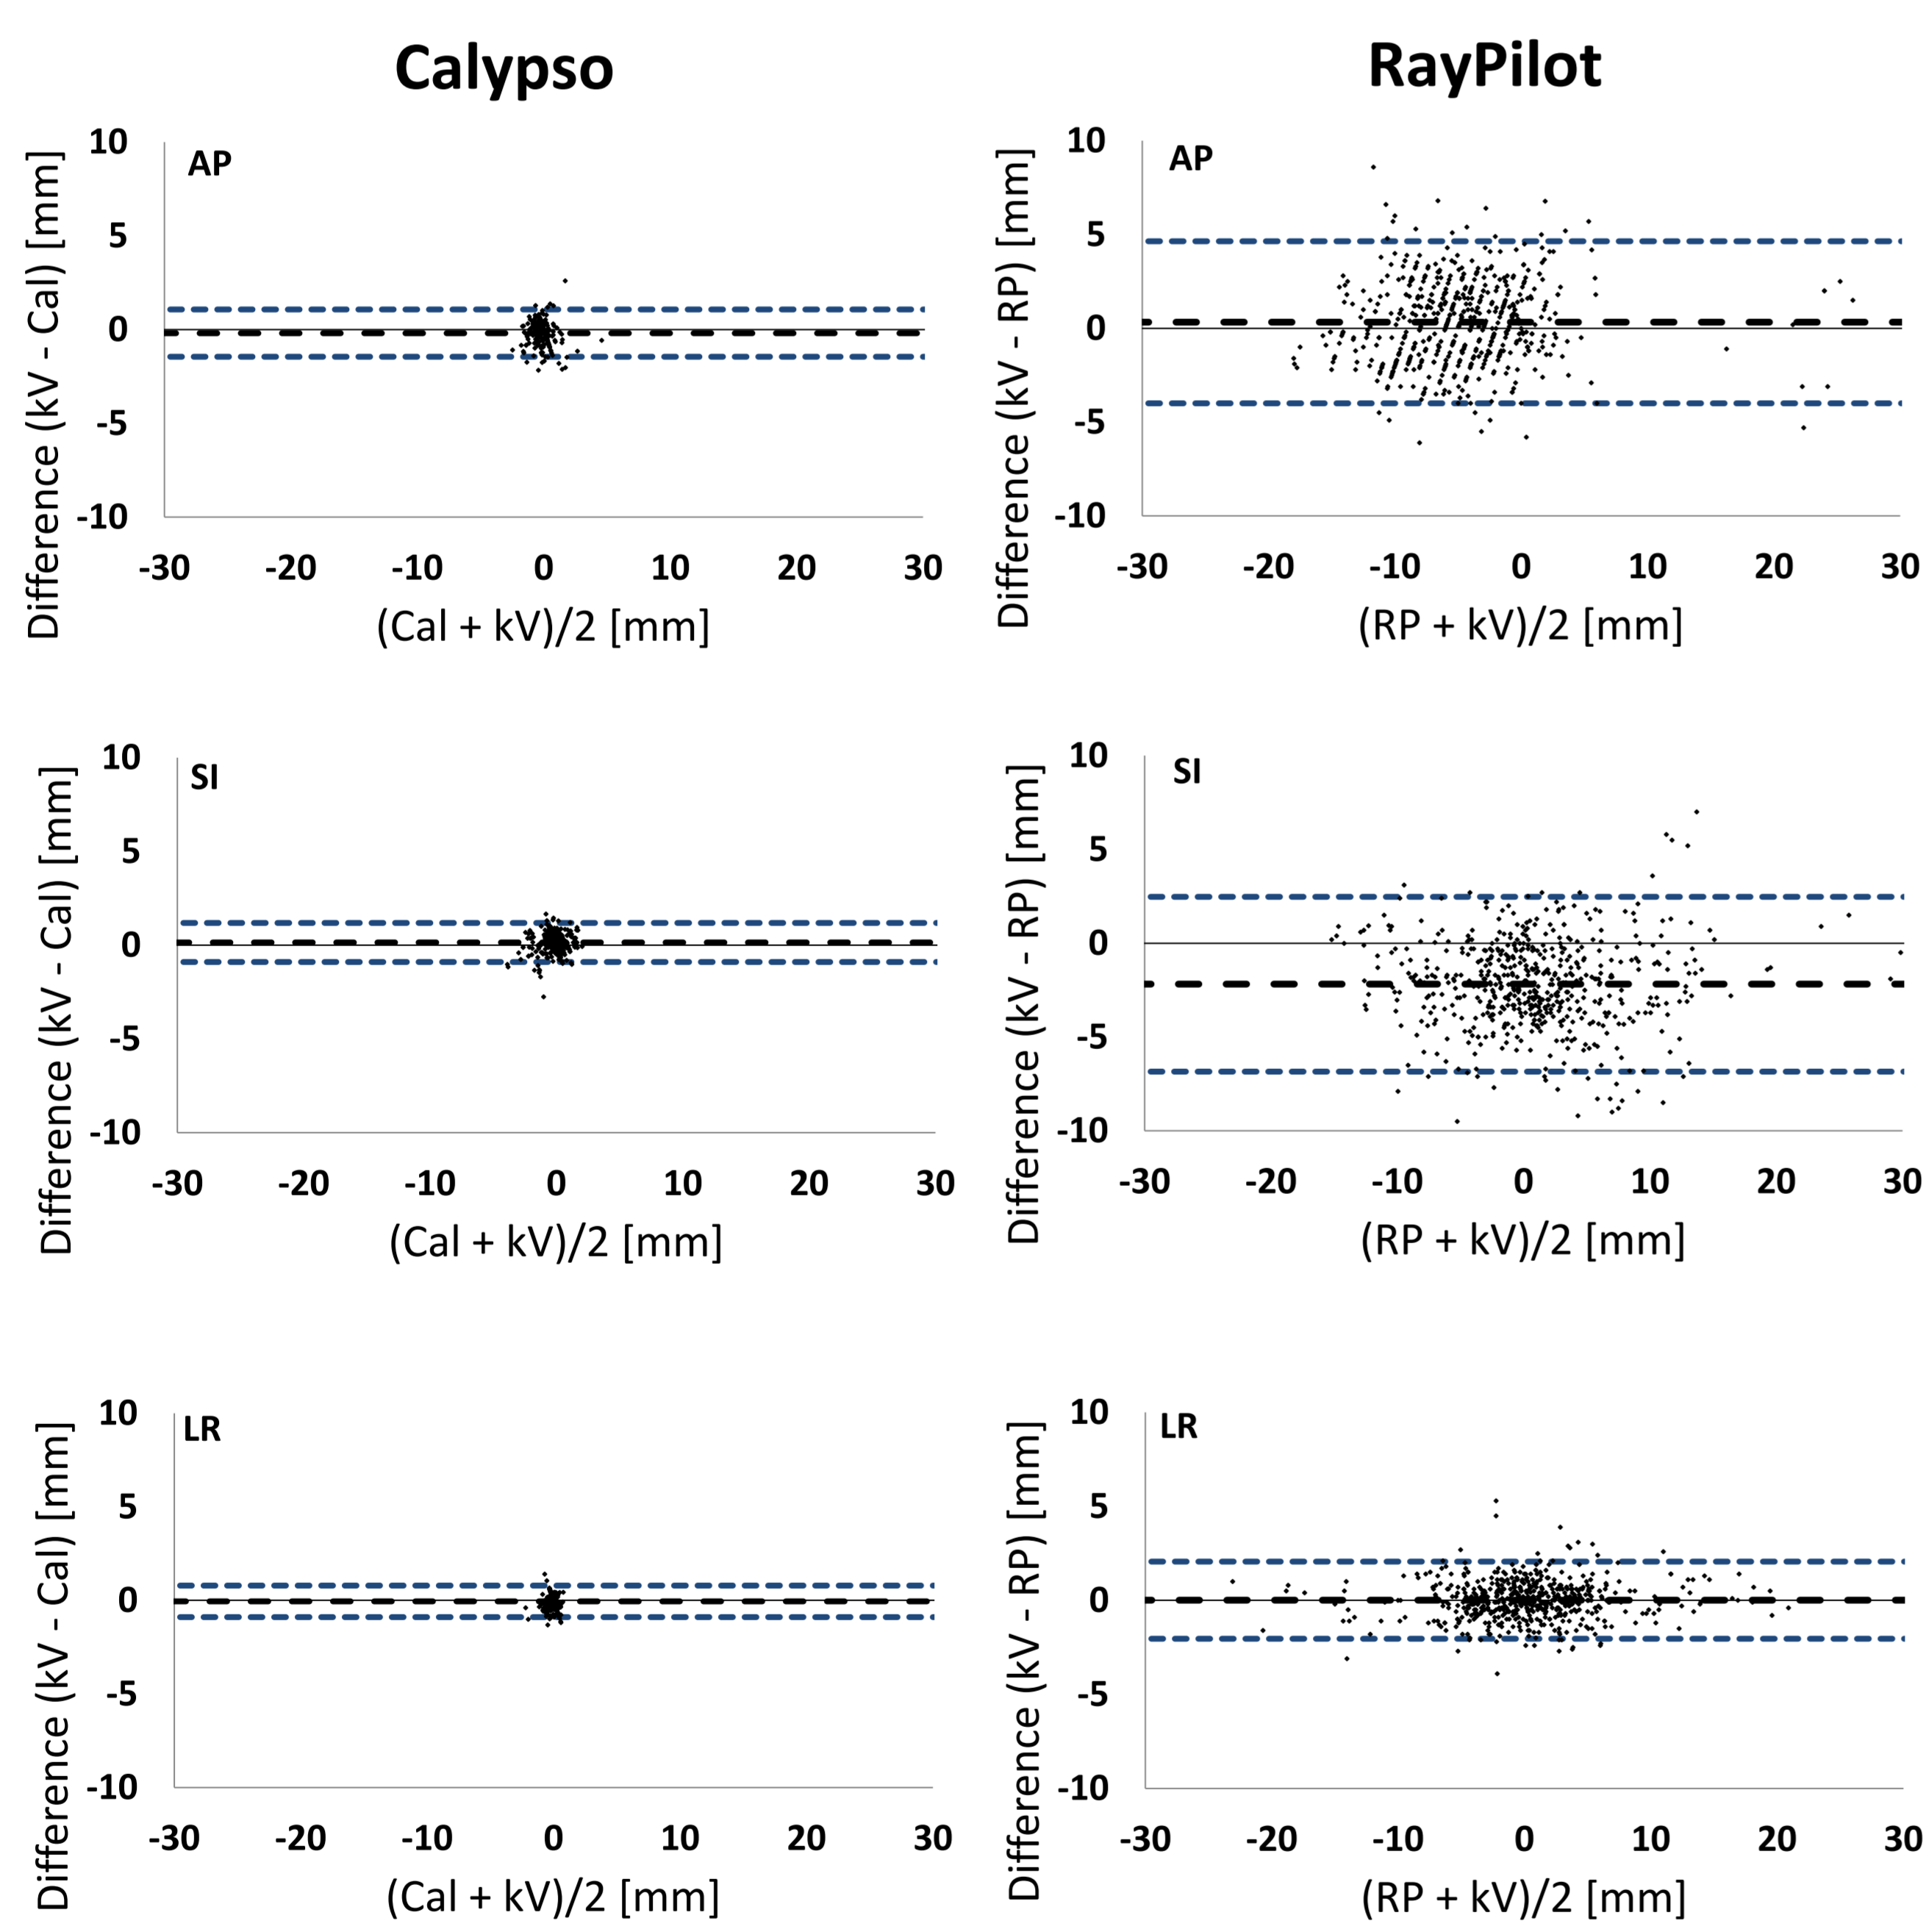 Calypso
RayPilot
AP
Difference (kV - Cal) [mm]
10
5
0
-5
-10
-30 -20 -10 0 10 20 30
(Cal + kV)/2 [mm]
AP
Difference (kV - RP) [mm]
10
5
0
-5
-10
-30 -20 -10 0 10 20 30
(RP + kV)/2 [mm]
SI
Difference (kV - Cal) [mm]
10
5
0
-5
-10
-30 -20 -10 0 10 20 30
(Cal + kV)/2 [mm]
SI
Difference (kV - RP) [mm]
10
5
0
-5
-10
-30 -20 -10 0 10 20 30
(RP + kV)/2 [mm]
LR
Difference (kV - Cal) [mm]
10
5
0
-5
-10
-30 -20 -10 0 10 20 30
(Cal + kV)/2 [mm]
LR
Difference (kV - RP) [mm]
10
5
0
-5
-10
-30 -20 -10 0 10 20 30
(RP + kV)/2 [mm]